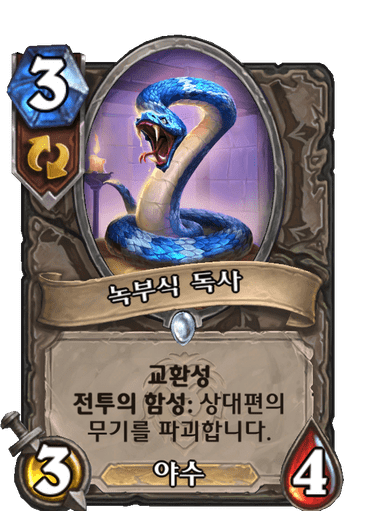 3
녹부식 독사
교환성
전투의 함성: 상대편의
무기를 파괴합니다.
3
야수
4